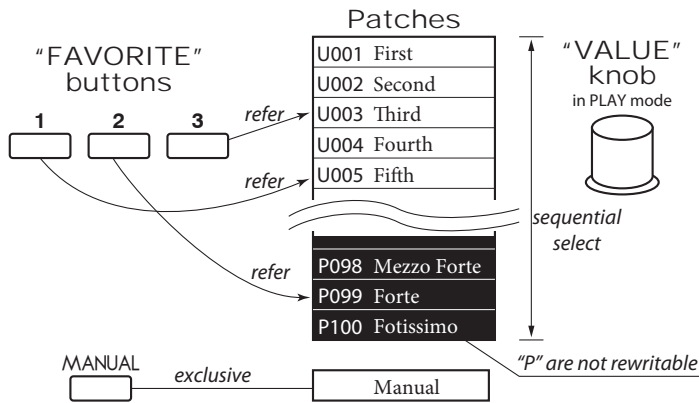 Patches
"FAVORITE"
buttons
1 2 3
refer
refer
refer
U001 First
U002 Second
U003 Third
U004 Fourth
U005 Fifth
P098 Mezzo Forte
P099 Forte
P100 Fotissimo
"VALUE"
knob
in PLAY mode
sequential
select
"P" are not rewritable
MANUAL
exclusive
Manual